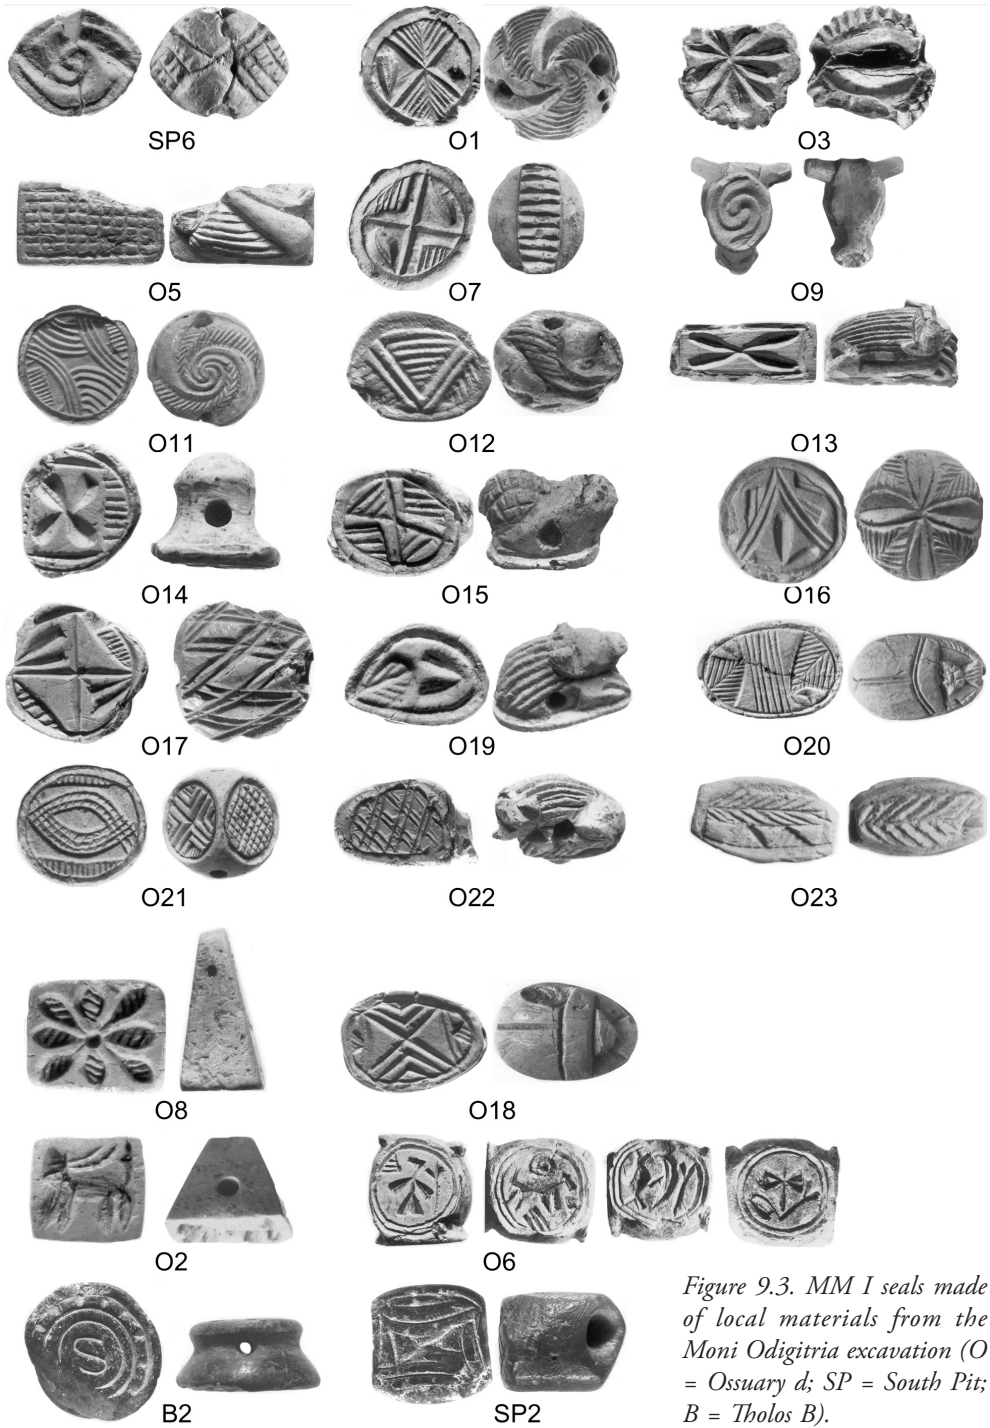 SP6 O1 O3
O5 O7 O9
O11 O12 O13
O14 O15 O16
O17 O19 O20
O21 O22 O23
O8 O18
O2 O6
B2 SP2
Figure 9.3. MM I seals made
of local materials from the
Moni Odigitria excavation (O
= Ossuary d; SP = South Pit;
B = Tholos B).